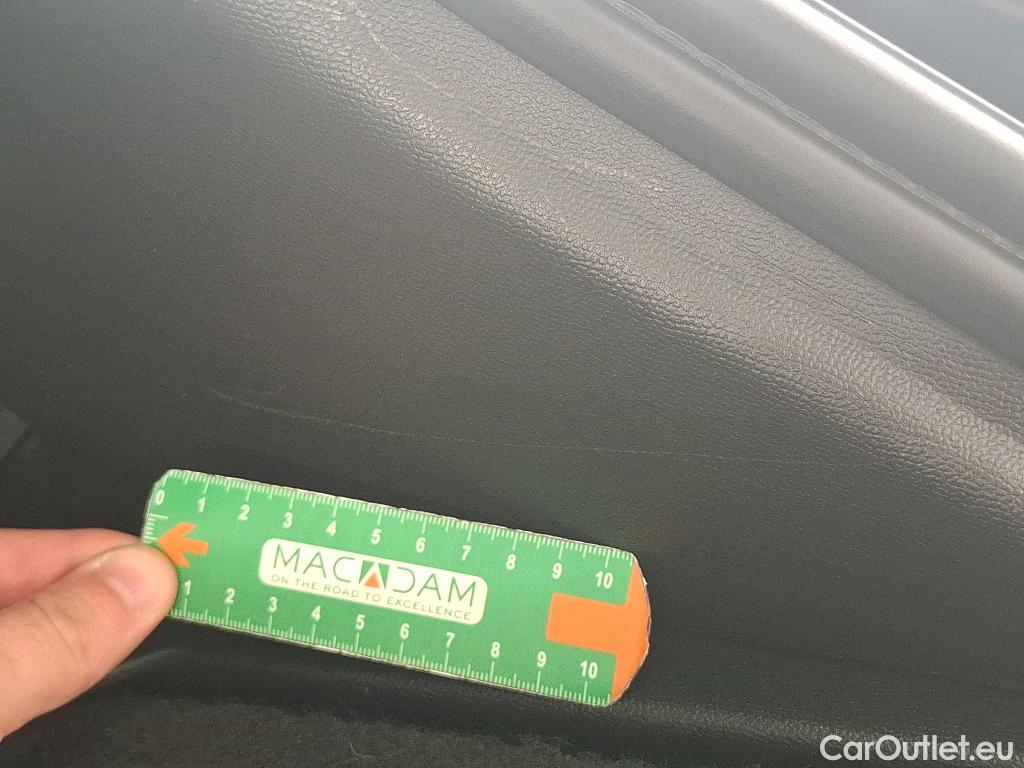 0 1 2 3 4 5 6 7 8 9 10
MACADAM
ON THE ROAD TO EXCELLENCE
1 2 3 4 5 6 7 8 9 10
CarOutlet.eu